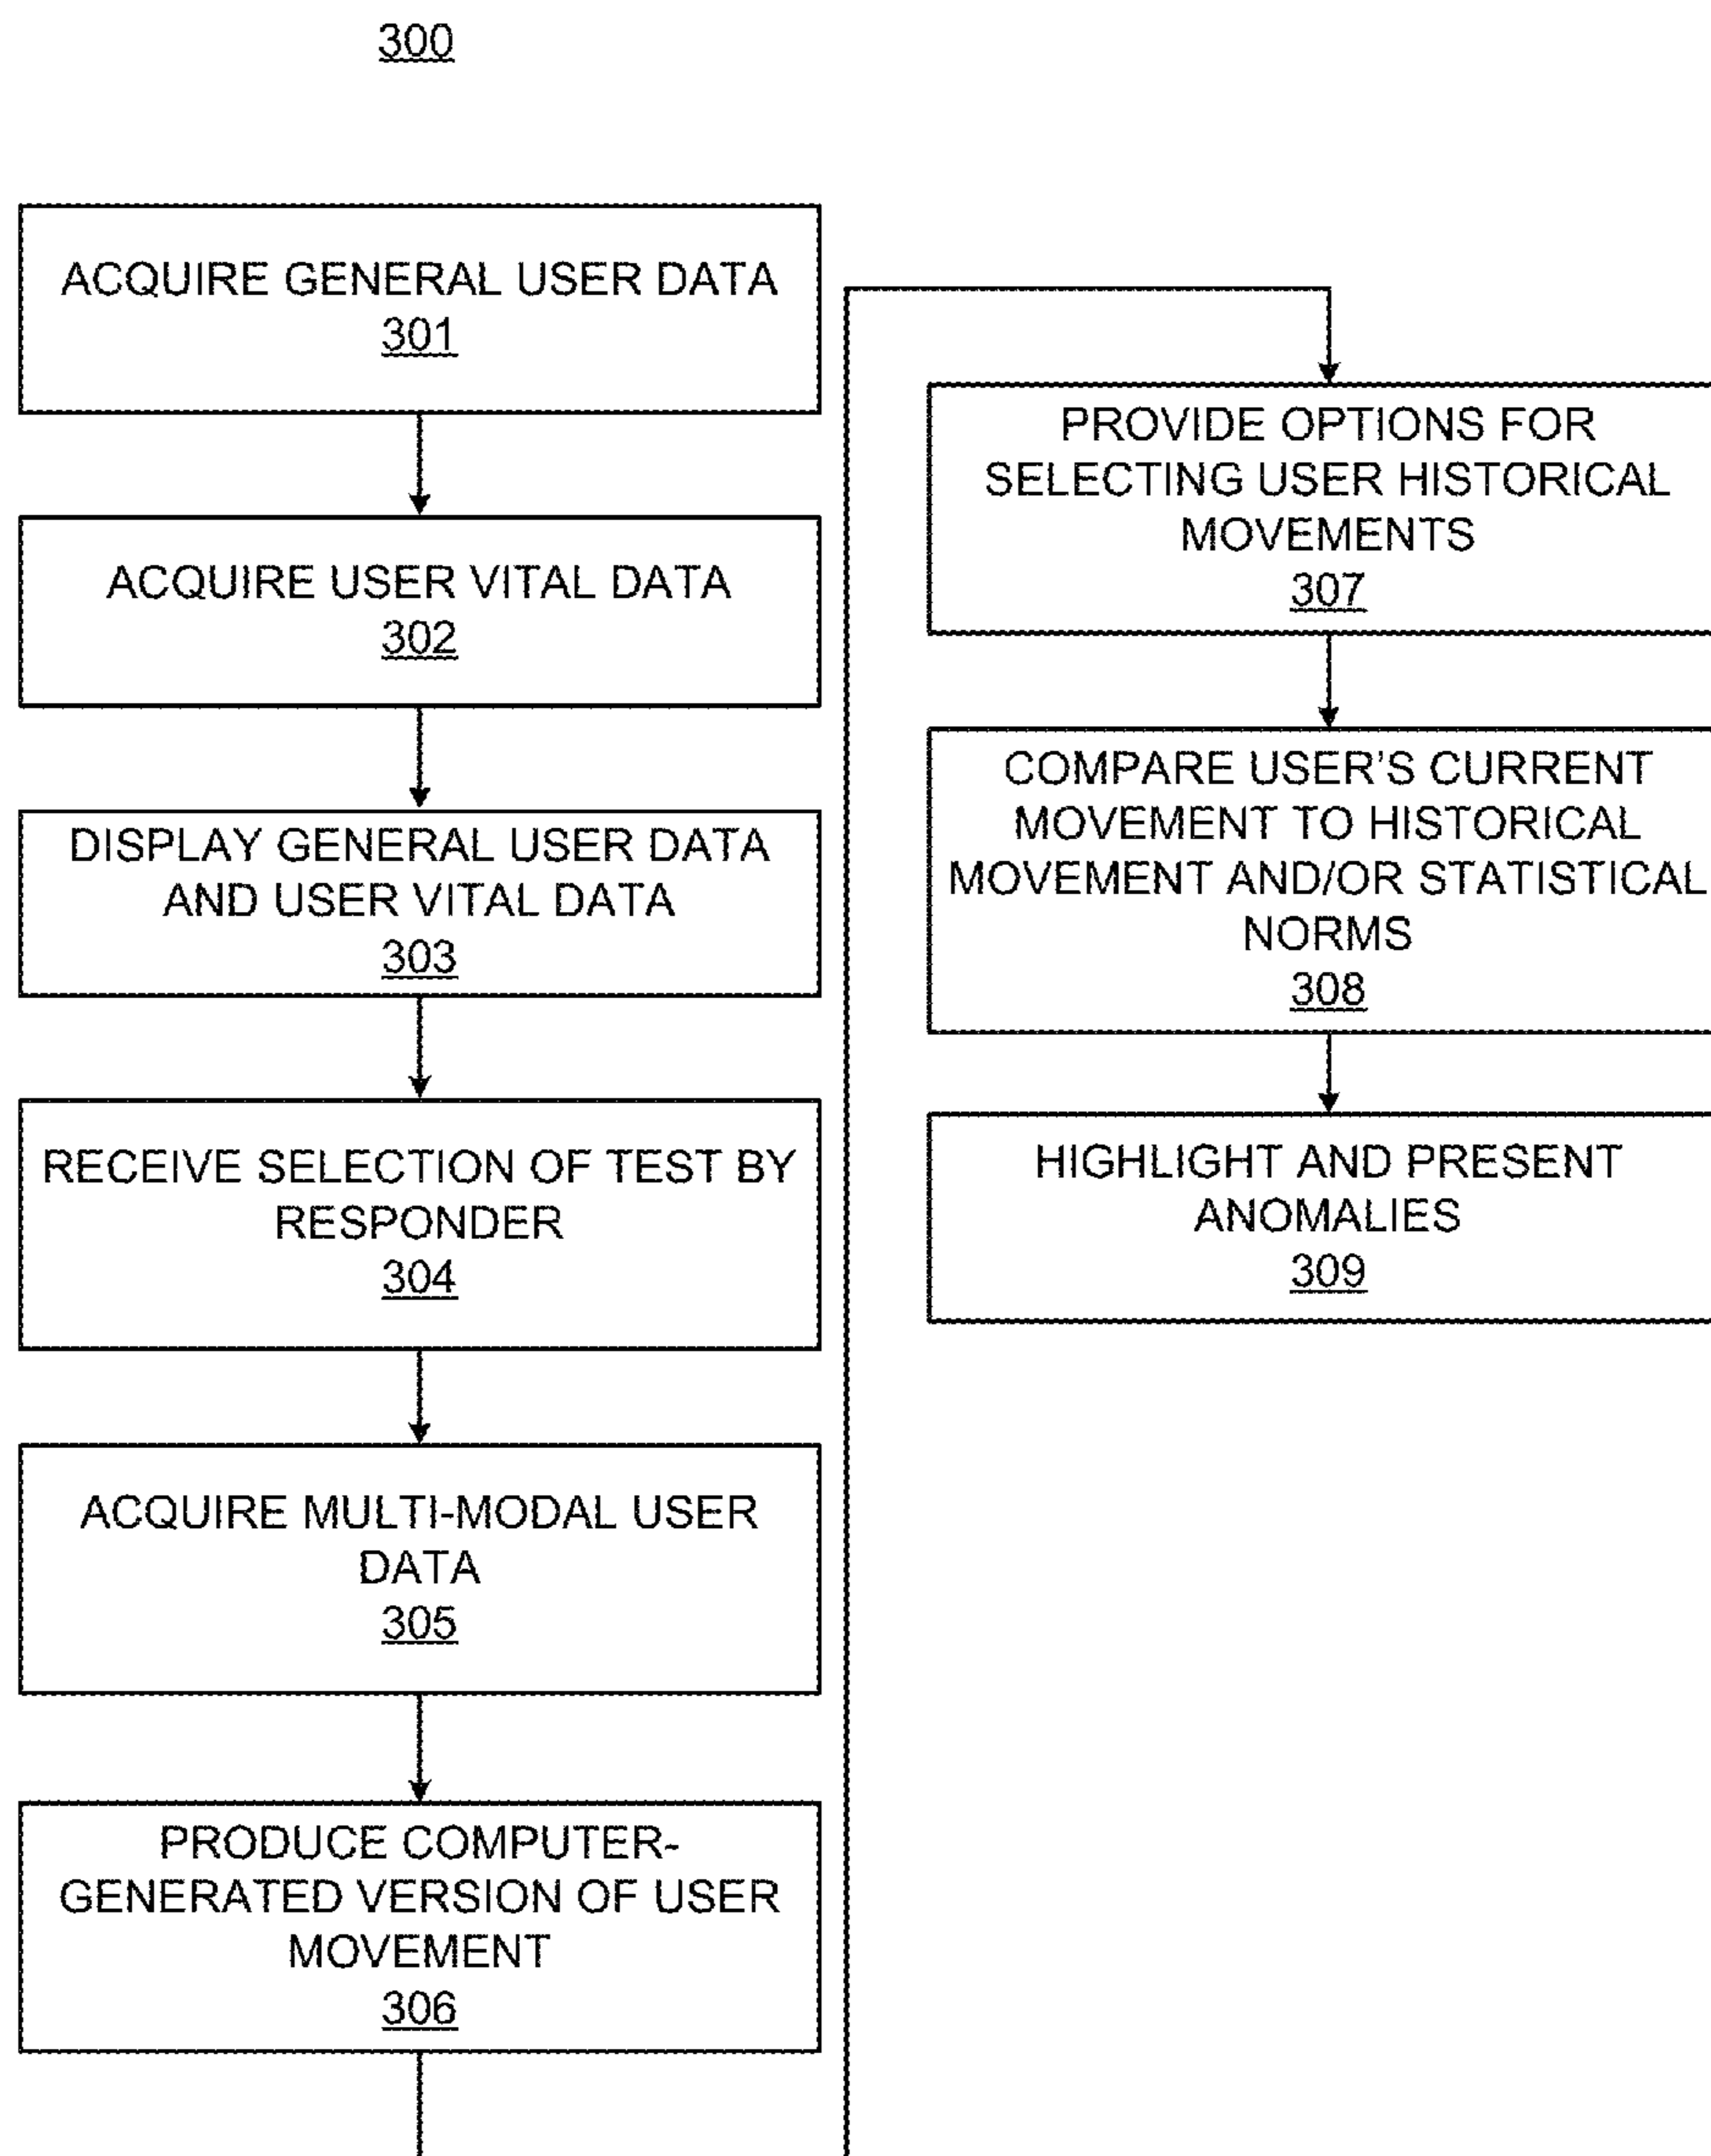 300
ACQUIRE GENERAL USER DATA
301
ACQUIRE USER VITAL DATA
302
DISPLAY GENERAL USER DATA
AND USER VITAL DATA
303
RECEIVE SELECTION OF TEST BY
RESPONDER
304
ACQUIRE MULTI-MODAL USER
DATA
305
PRODUCE COMPUTER-
GENERATED VERSION OF USER
MOVEMENT
306
PROVIDE OPTIONS FOR
SELECTING USER HISTORICAL
MOVEMENTS
307
COMPARE USER'S CURRENT
MOVEMENT TO HISTORICAL
MOVEMENT AND/OR STATISTICAL
NORMS
308
HIGHLIGHT AND PRESENT
ANOMALIES
309